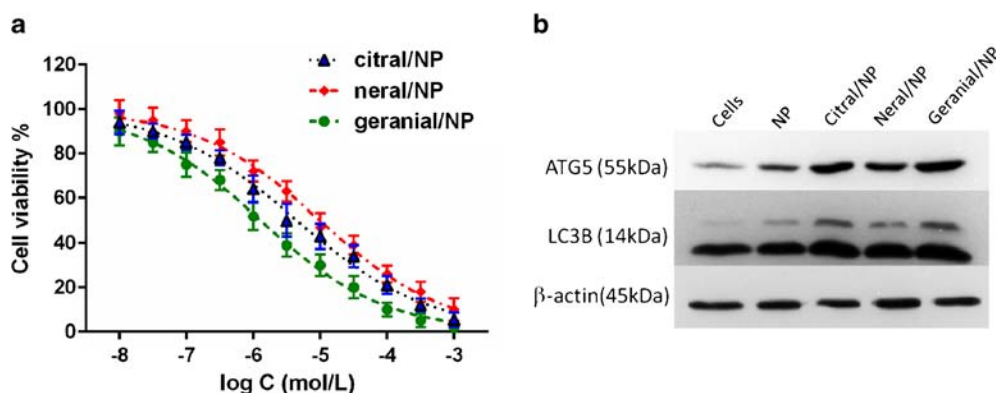 a
120
100
80
60
40
20
0
Cell viability %
-8 -7 -6 -5 -4 -3
log C (mol/L)
citral/NP
neral/NP
geranial/NP
b
Cells NP Citral/NP Neral/NP Geranial/NP
ATG5 (55kDa)
LC3B (14kDa)
β-actin(45kDa)